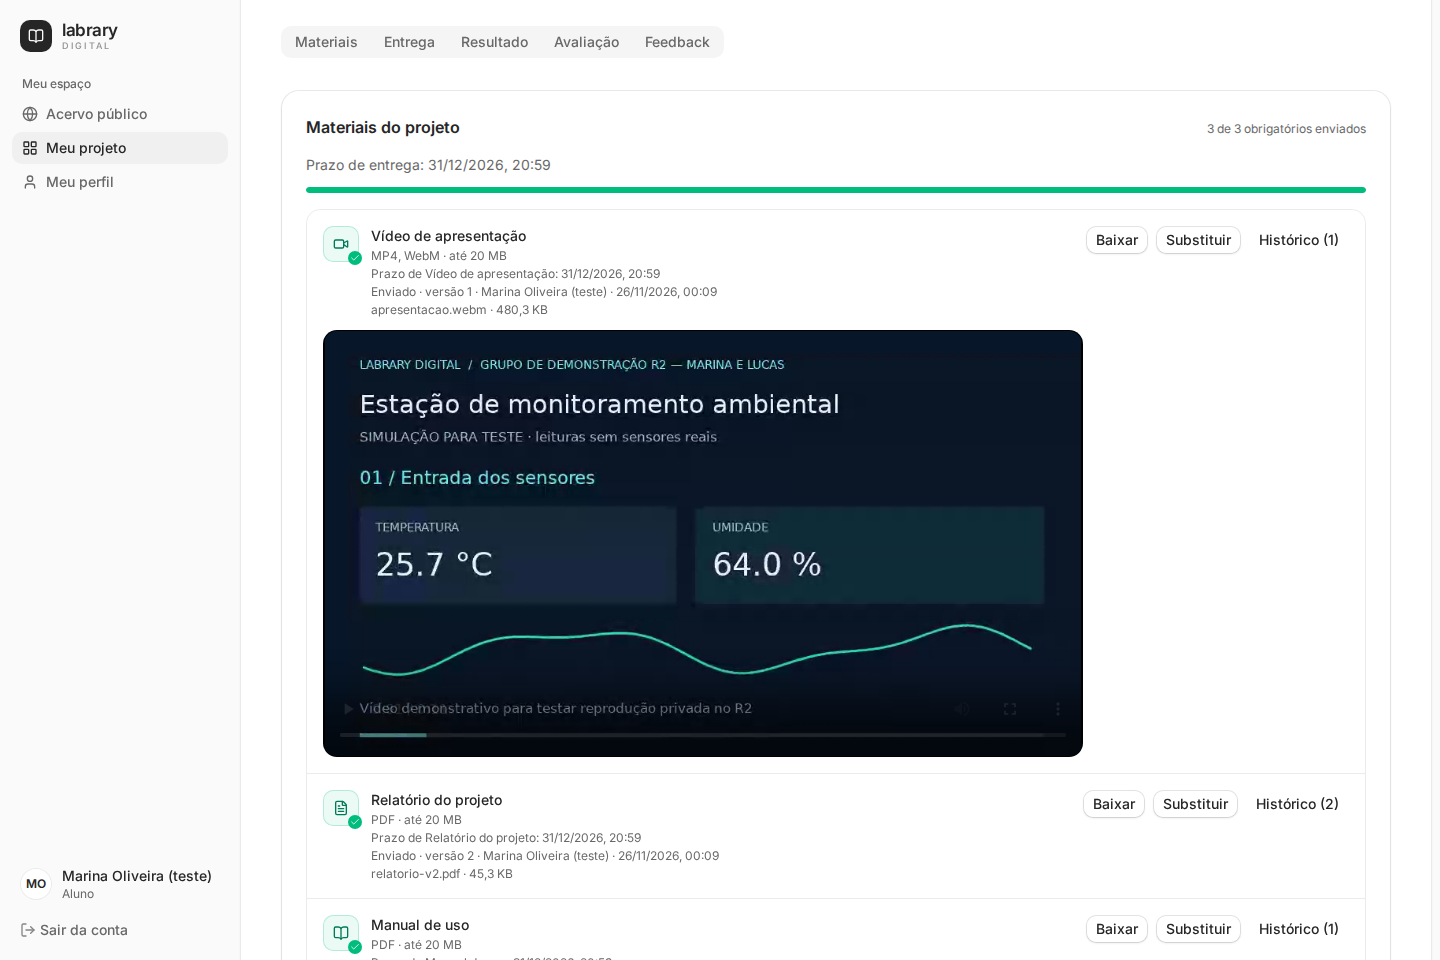 labrary
DIGITAL
Meu espaço
Acervo público
Meu projeto
Meu perfil
MO
Marina Oliveira (teste)
Aluno
Sair da conta
Materiais
Entrega
Resultado
Avaliação
Feedback
Materiais do projeto
3 de 3 obrigatórios enviados
Prazo de entrega: 31/12/2026, 20:59
Vídeo de apresentação
MP4, WebM · até 20 MB
Prazo de Vídeo de apresentação: 31/12/2026, 20:59
Enviado · versão 1 · Marina Oliveira (teste) · 26/11/2026, 00:09
apresentacao.webm · 480,3 KB
Baixar
Substituir
Histórico (1)
LABRARY DIGITAL / GRUPO DE DEMONSTRAÇÃO R2 — MARINA E LUCAS
Estação de monitoramento ambiental
SIMULAÇÃO PARA TESTE · leituras sem sensores reais
01 / Entrada dos sensores
TEMPERATURA
25.7 °C
UMIDADE
64.0 %
Vídeo demonstrativo para testar reprodução privada no R2
Relatório do projeto
PDF · até 20 MB
Prazo de Relatório do projeto: 31/12/2026, 20:59
Enviado · versão 2 · Marina Oliveira (teste) · 26/11/2026, 00:09
relatorio-v2.pdf · 45,3 KB
Baixar
Substituir
Histórico (2)
Manual de uso
PDF · até 20 MB
Baixar
Substituir
Histórico (1)